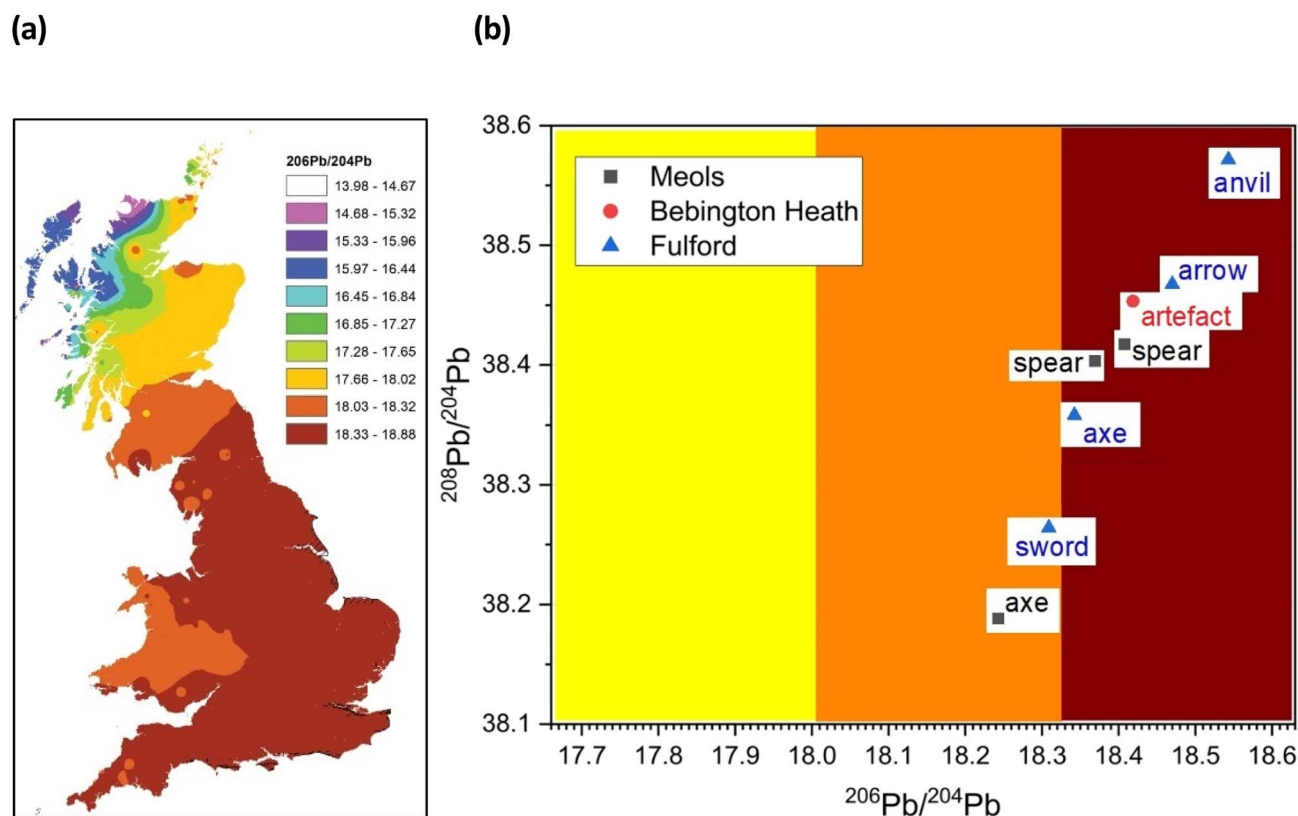 (a)
(b)
206Pb/204Pb
13.98 - 14.67
14.68 - 15.32
15.33 - 15.96
15.97 - 16.44
16.45 - 16.84
16.85 - 17.27
17.28 - 17.65
17.66 - 18.02
18.03 - 18.32
18.33 - 18.88
38.6
38.5
38.4
38.3
38.2
38.1
²⁰⁸Pb/²⁰⁴Pb
Meols
Bebington Heath
Fulford
anvil
arrow
artefact
spear
spear
axe
sword
axe
17.7 17.8 17.9 18.0 18.1 18.2 18.3 18.4 18.5 18.6
²⁰⁶Pb/²⁰⁴Pb